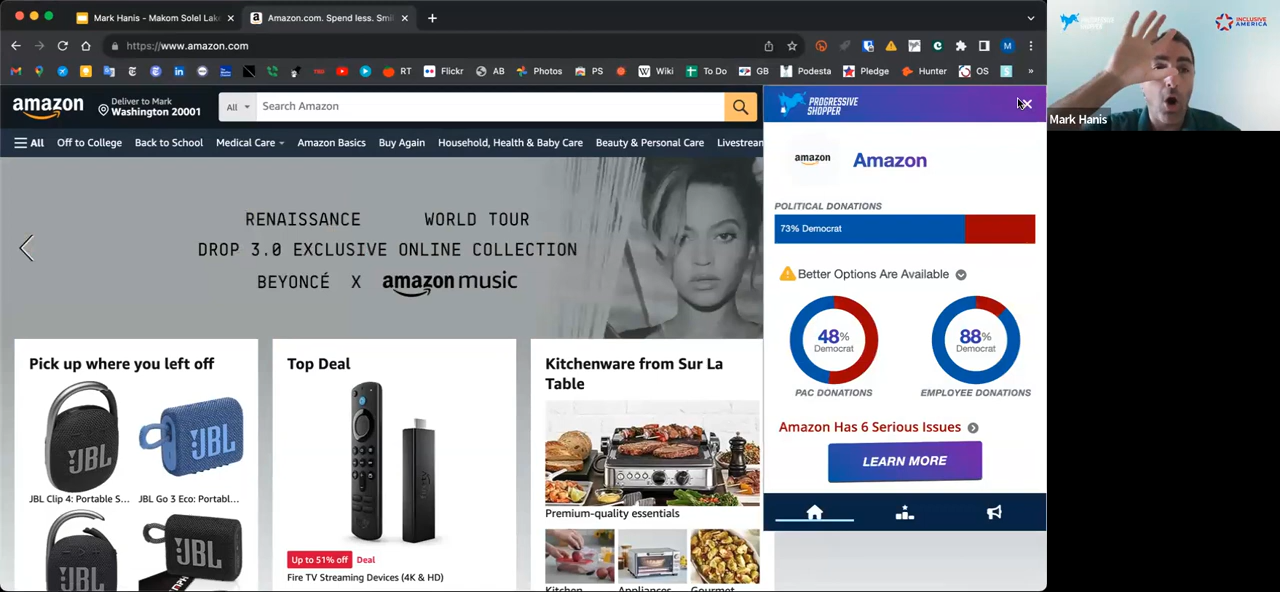 Mark Hanis - Makom Solel Lak
Amazon.com. Spend less. Smi
https://www.amazon.com
M
RT
Flickr
AB
Photos
PS
Wiki
To Do
GB
Podesta
Pledge
Hunter
OS
amazon
Deliver to Mark
Washington 20001
All
Search Amazon
All
Off to College
Back to School
Medical Care
Amazon Basics
Buy Again
Household, Health & Baby Care
Beauty & Personal Care
Livestream
RENAISSANCE WORLD TOUR
DROP 3.0 EXCLUSIVE ONLINE COLLECTION
BEYONCÉ X amazon music
Pick up where you left off
JBL
JBL
JBL Clip 4: Portable S...
JBL Go 3 Eco: Portabl...
JBL
JBL
Top Deal
Up to 51% off
Deal
Fire TV Streaming Devices (4K & HD)
Kitchenware from Sur La
Table
Premium-quality essentials
Kitchen
Appliances
Gourmet
PROGRESSIVE
SHOPPER
amazon
Amazon
POLITICAL DONATIONS
73% Democrat
Better Options Are Available
48%
Democrat
PAC DONATIONS
88%
Democrat
EMPLOYEE DONATIONS
Amazon Has 6 Serious Issues
LEARN MORE
PROGRESSIVE
SHOPPER
INCLUSIVE
AMERICA
Mark Hanis